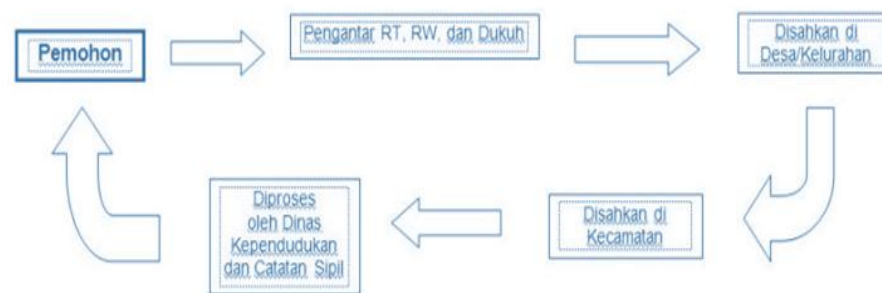 Pemohon
Pengantar RT, RW, dan Dukuh
Disahkan di
Desa/Kelurahan
Disahkan di
Kecamatan
Diproses
oleh Dinas
Kependudukan
dan Catatan Sipil